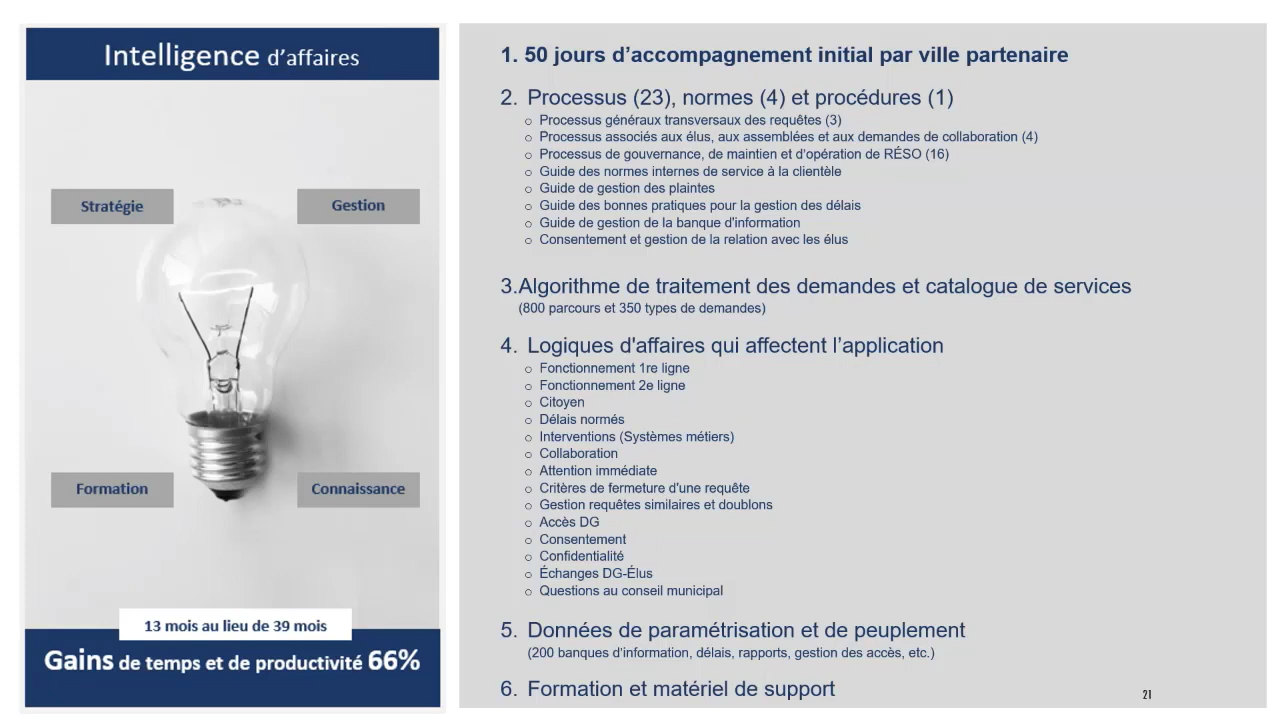 Intelligence d'affaires
Stratégie
Gestion
Formation
Connaissance
13 mois au lieu de 39 mois
Gains de temps et de productivité 66%
1. 50 jours d’accompagnement initial par ville partenaire
2. Processus (23), normes (4) et procédures (1)
o Processus généraux transversaux des requêtes (3)
o Processus associés aux élus, aux assemblées et aux demandes de collaboration (4)
o Processus de gouvernance, de maintien et d'opération de RÉSO (16)
o Guide des normes internes de service à la clientèle
o Guide de gestion des plaintes
o Guide des bonnes pratiques pour la gestion des délais
o Guide de gestion de la banque d'information
o Consentement et gestion de la relation avec les élus
3.Algorithme de traitement des demandes et catalogue de services
(800 parcours et 350 types de demandes)
4. Logiques d'affaires qui affectent l’application
o Fonctionnement 1re ligne
o Fonctionnement 2e ligne
o Citoyen
o Délais normés
o Interventions (Systèmes métiers)
o Collaboration
o Attention immédiate
o Critères de fermeture d'une requête
o Gestion requêtes similaires et doublons
o Accès DG
o Consentement
o Confidentialité
o Échanges DG-Élus
o Questions au conseil municipal
5. Données de paramétrisation et de peuplement
(200 banques d'information, délais, rapports, gestion des accès, etc.)
6. Formation et matériel de support
21